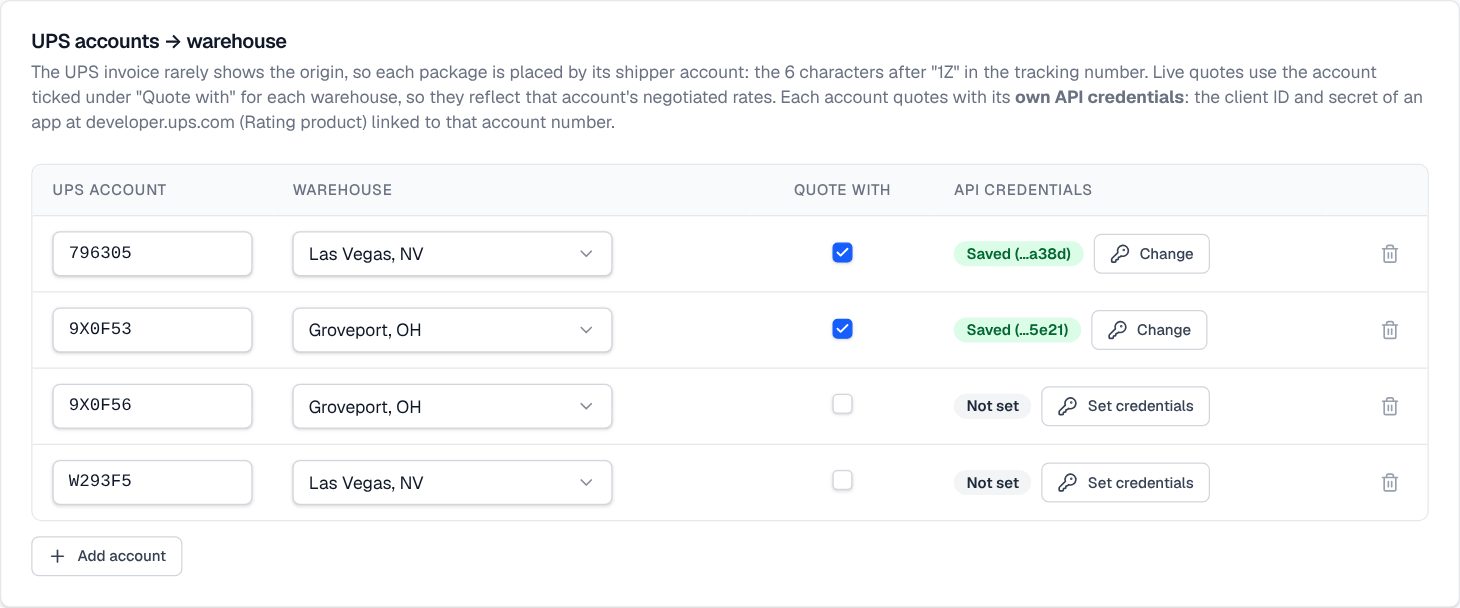 UPS accounts → warehouse
The UPS invoice rarely shows the origin, so each package is placed by its shipper account: the 6 characters after "1Z" in the tracking number. Live quotes use the account
ticked under "Quote with" for each warehouse, so they reflect that account's negotiated rates. Each account quotes with its own API credentials: the client ID and secret of an
app at developer.ups.com (Rating product) linked to that account number.
UPS ACCOUNT WAREHOUSE QUOTE WITH API CREDENTIALS
796305 Las Vegas, NV Saved (...a38d) Change
9X0F53 Groveport, OH Saved (...5e21) Change
9X0F56 Groveport, OH Not set Set credentials
W293F5 Las Vegas, NV Not set Set credentials
+ Add account